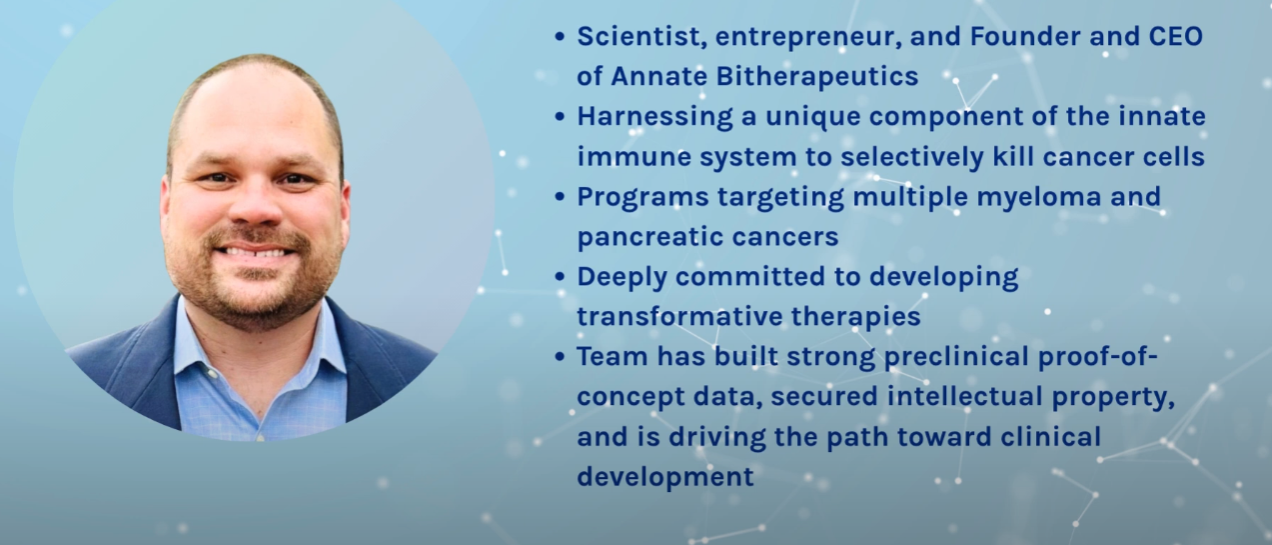 • Scientist, entrepreneur, and Founder and CEO
of Annate Bitherapeutics
• Harnessing a unique component of the innate
immune system to selectively kill cancer cells
• Programs targeting multiple myeloma and
pancreatic cancers
• Deeply committed to developing
transformative therapies
• Team has built strong preclinical proof-of-
concept data, secured intellectual property,
and is driving the path toward clinical
development